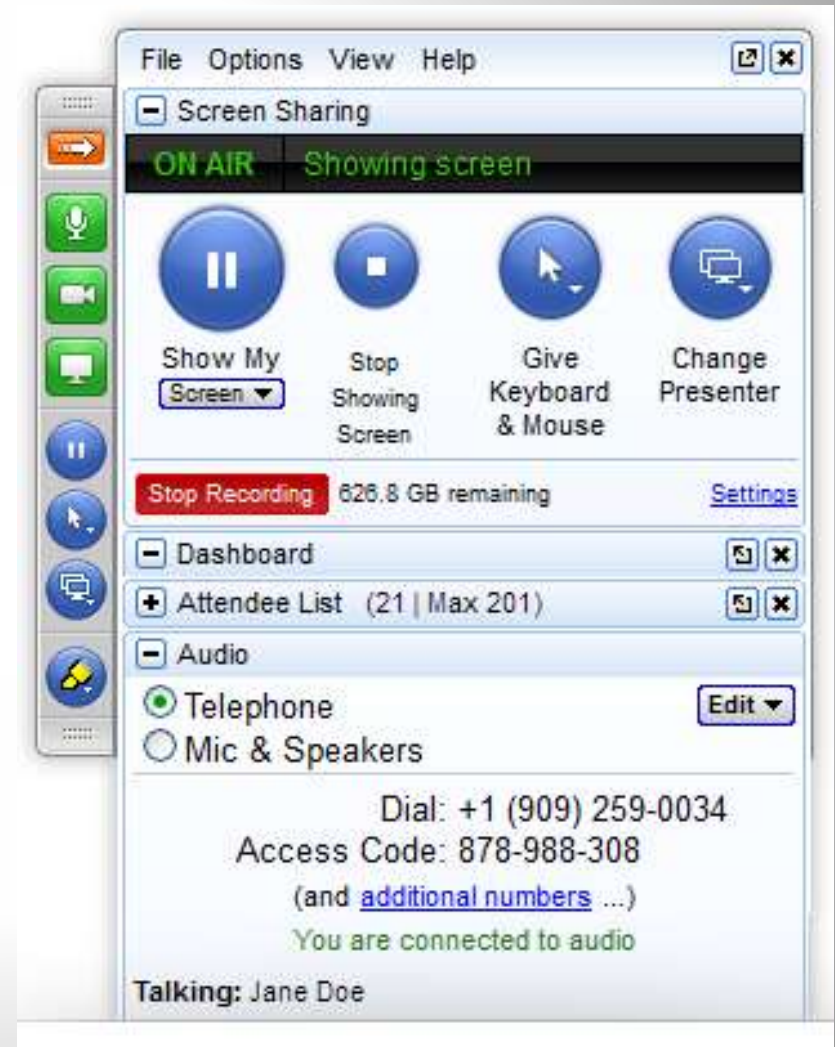 File Options View Help
Screen Sharing
ON AIR Showing screen
Show My
Screen
Stop
Showing
Screen
Give
Keyboard
& Mouse
Change
Presenter
Stop Recording 626.8 GB remaining Settings
Dashboard
Attendee List (21 | Max 201)
Audio
Telephone Edit
Mic & Speakers
Dial: +1 (909) 259-0034
Access Code: 878-988-308
(and additional numbers ...)
You are connected to audio
Talking: Jane Doe